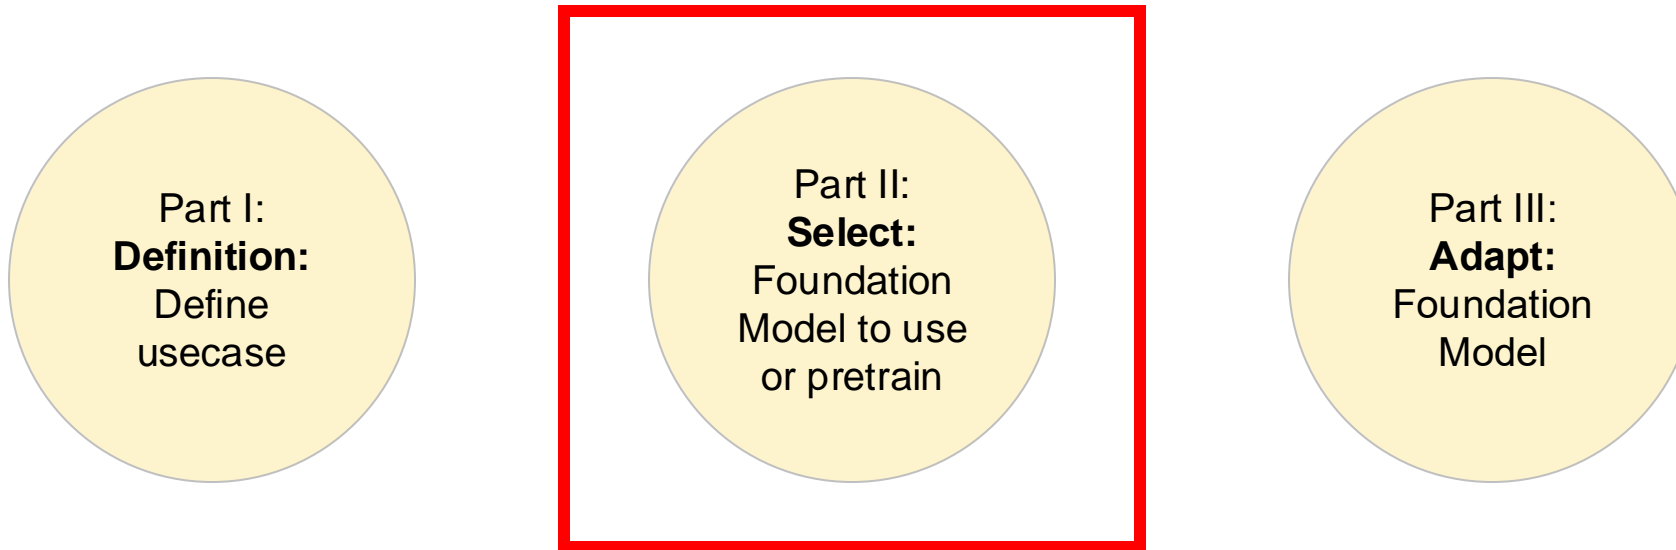 Part I:
Definition:
Define
usecase
Part II:
Select:
Foundation
Model to use
or pretrain
Part III:
Adapt:
Foundation
Model